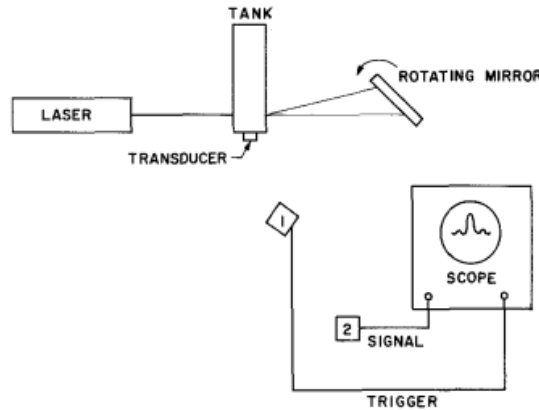 TANK
ROTATING MIRROR
LASER
TRANSDUCER
1
SCOPE
2
SIGNAL
TRIGGER